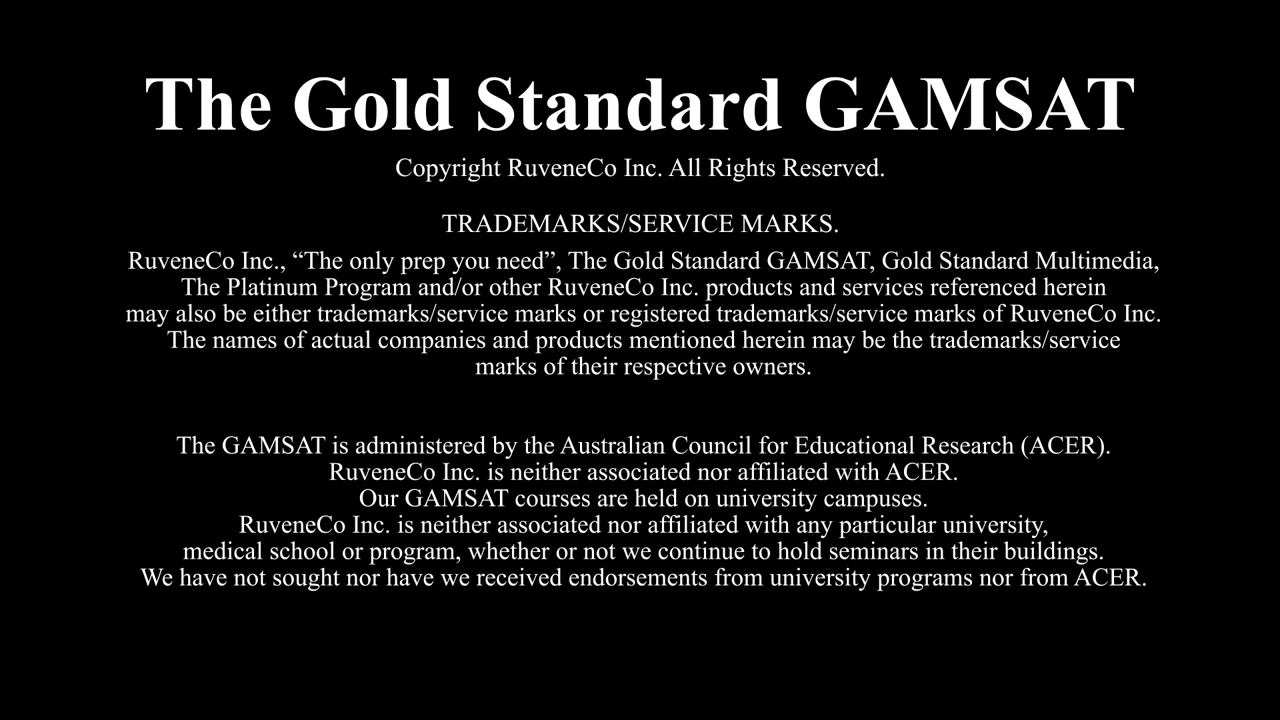 The Gold Standard GAMSAT
Copyright RuveneCo Inc. All Rights Reserved.
TRADEMARKS/SERVICE MARKS.
RuveneCo Inc., “The only prep you need”, The Gold Standard GAMSAT, Gold Standard Multimedia,
The Platinum Program and/or other RuveneCo Inc. products and services referenced herein
may also be either trademarks/service marks or registered trademarks/service marks of RuveneCo Inc.
The names of actual companies and products mentioned herein may be the trademarks/service
marks of their respective owners.
The GAMSAT is administered by the Australian Council for Educational Research (ACER).
RuveneCo Inc. is neither associated nor affiliated with ACER.
Our GAMSAT courses are held on university campuses.
RuveneCo Inc. is neither associated nor affiliated with any particular university,
medical school or program, whether or not we continue to hold seminars in their buildings.
We have not sought nor have we received endorsements from university programs nor from ACER.